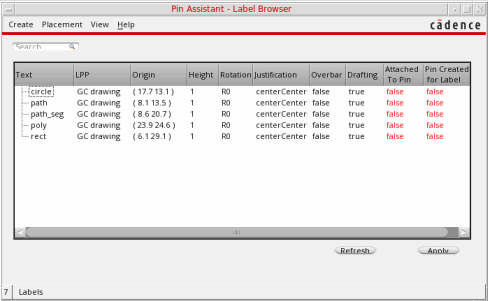 Pin Assistant - Label Browser
Create Placement View Help
cādence
Search
Text LPP Origin Height Rotation Justification Overbar Drafting Attached To Pin Pin Created for Label
circle GC drawing ( 17.7 13.1 ) 1 R0 centerCenter false true false false
path GC drawing ( 8.1 13.5 ) 1 R0 centerCenter false true false false
path_seg GC drawing ( 8.6 20.7 ) 1 R0 centerCenter false true false false
poly GC drawing ( 23.9 24.6 ) 1 R0 centerCenter false true false false
rect GC drawing ( 6.1 29.1 ) 1 R0 centerCenter false true false false
Refresh Apply
7 Labels